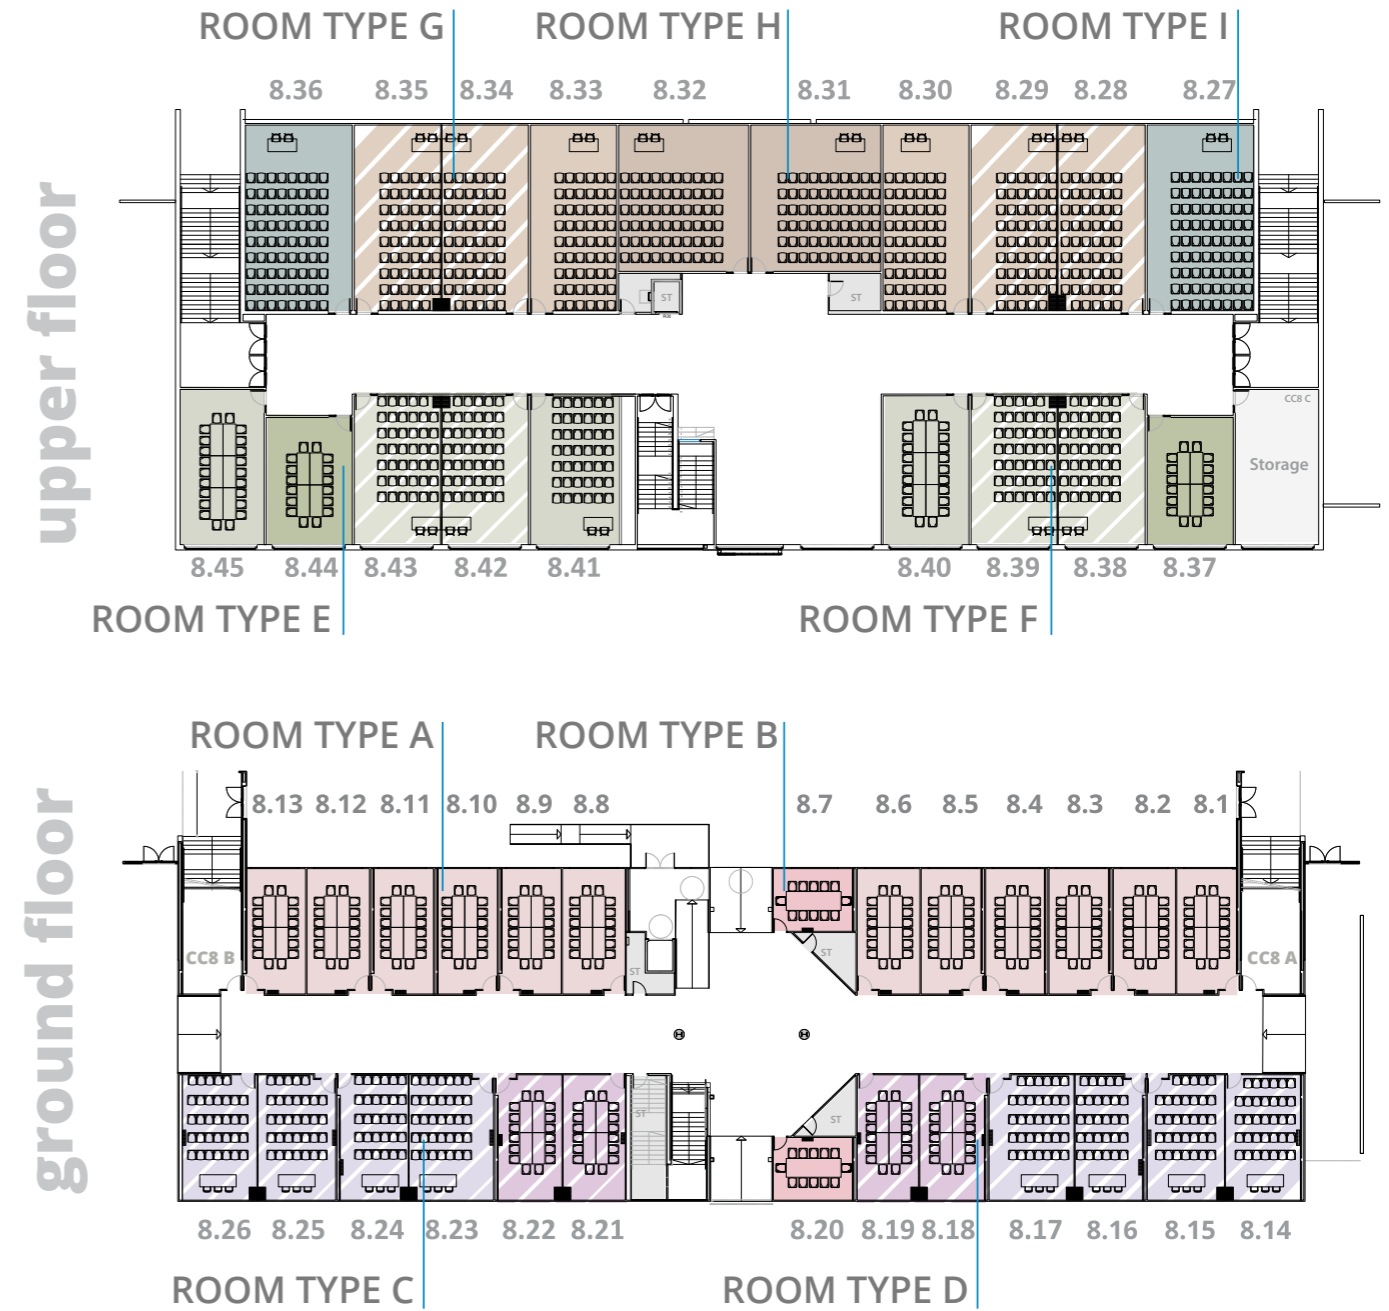 ROOM TYPE G ROOM TYPE H ROOM TYPE I
8.36 8.35 8.34 8.33 8.32 8.31 8.30 8.29 8.28 8.27
upper floor
ST ST
CC8 C
Storage
8.45 8.44 8.43 8.42 8.41 8.40 8.39 8.38 8.37
ROOM TYPE E ROOM TYPE F
ROOM TYPE A ROOM TYPE B
8.13 8.12 8.11 8.10 8.9 8.8 8.7 8.6 8.5 8.4 8.3 8.2 8.1
ground floor
CC8 B ST ST CC8 A
ST ST
8.26 8.25 8.24 8.23 8.22 8.21 8.20 8.19 8.18 8.17 8.16 8.15 8.14
ROOM TYPE C ROOM TYPE D